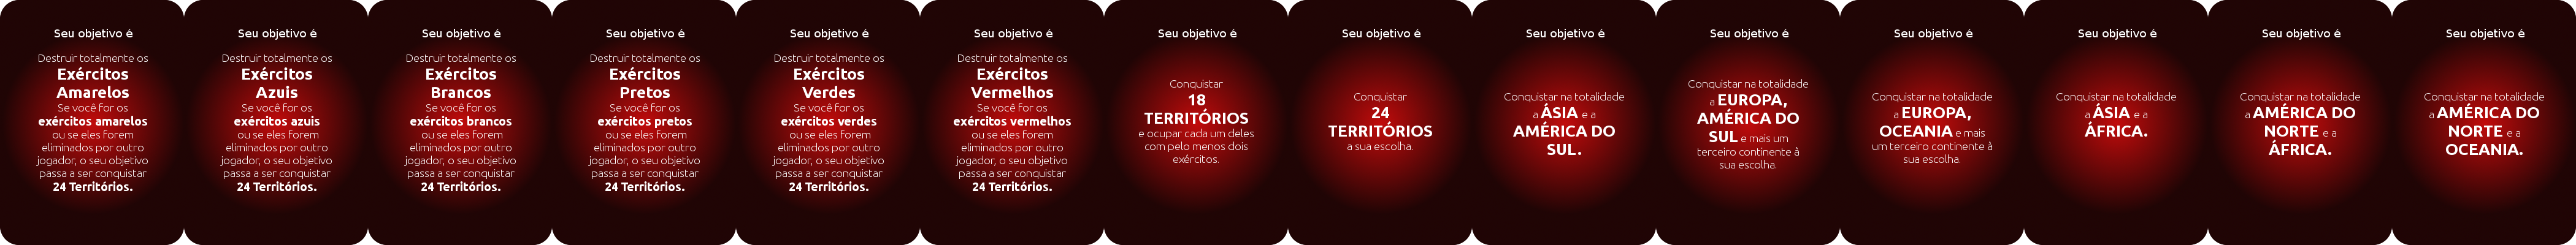 Seu objetivo é
Destruir totalmente os
Exércitos
Amarelos
Se você for os
exércitos amarelos
ou se eles forem
eliminados por outro
jogador, o seu objetivo
passa a ser conquistar
24 Territórios.
Seu objetivo é
Destruir totalmente os
Exércitos
Azuis
Se você for os
exércitos azuis
ou se eles forem
eliminados por outro
jogador, o seu objetivo
passa a ser conquistar
24 Territórios.
Seu objetivo é
Destruir totalmente os
Exércitos
Brancos
Se você for os
exércitos brancos
ou se eles forem
eliminados por outro
jogador, o seu objetivo
passa a ser conquistar
24 Territórios.
Seu objetivo é
Destruir totalmente os
Exércitos
Pretos
Se você for os
exércitos pretos
ou se eles forem
eliminados por outro
jogador, o seu objetivo
passa a ser conquistar
24 Territórios.
Seu objetivo é
Destruir totalmente os
Exércitos
Verdes
Se você for os
exércitos verdes
ou se eles forem
eliminados por outro
jogador, o seu objetivo
passa a ser conquistar
24 Territórios.
Seu objetivo é
Destruir totalmente os
Exércitos
Vermelhos
Se você for os
exércitos vermelhos
ou se eles forem
eliminados por outro
jogador, o seu objetivo
passa a ser conquistar
24 Territórios.
Seu objetivo é
Conquistar
18
TERRITÓRIOS
e ocupar cada um deles
com pelo menos dois
exércitos.
Seu objetivo é
Conquistar
24
TERRITÓRIOS
a sua escolha.
Seu objetivo é
Conquistar na totalidade
a ÁSIA e a
AMÉRICA DO
SUL.
Seu objetivo é
Conquistar na totalidade
a EUROPA,
AMÉRICA DO
SUL e mais um
terceiro continente à
sua escolha.
Seu objetivo é
Conquistar na totalidade
a EUROPA,
OCEANIA e mais
um terceiro continente à
sua escolha.
Seu objetivo é
Conquistar na totalidade
a ÁSIA e a
ÁFRICA.
Seu objetivo é
Conquistar na totalidade
a AMÉRICA DO
NORTE e a
ÁFRICA.
Seu objetivo é
Conquistar na totalidade
a AMÉRICA DO
NORTE e a
OCEANIA.